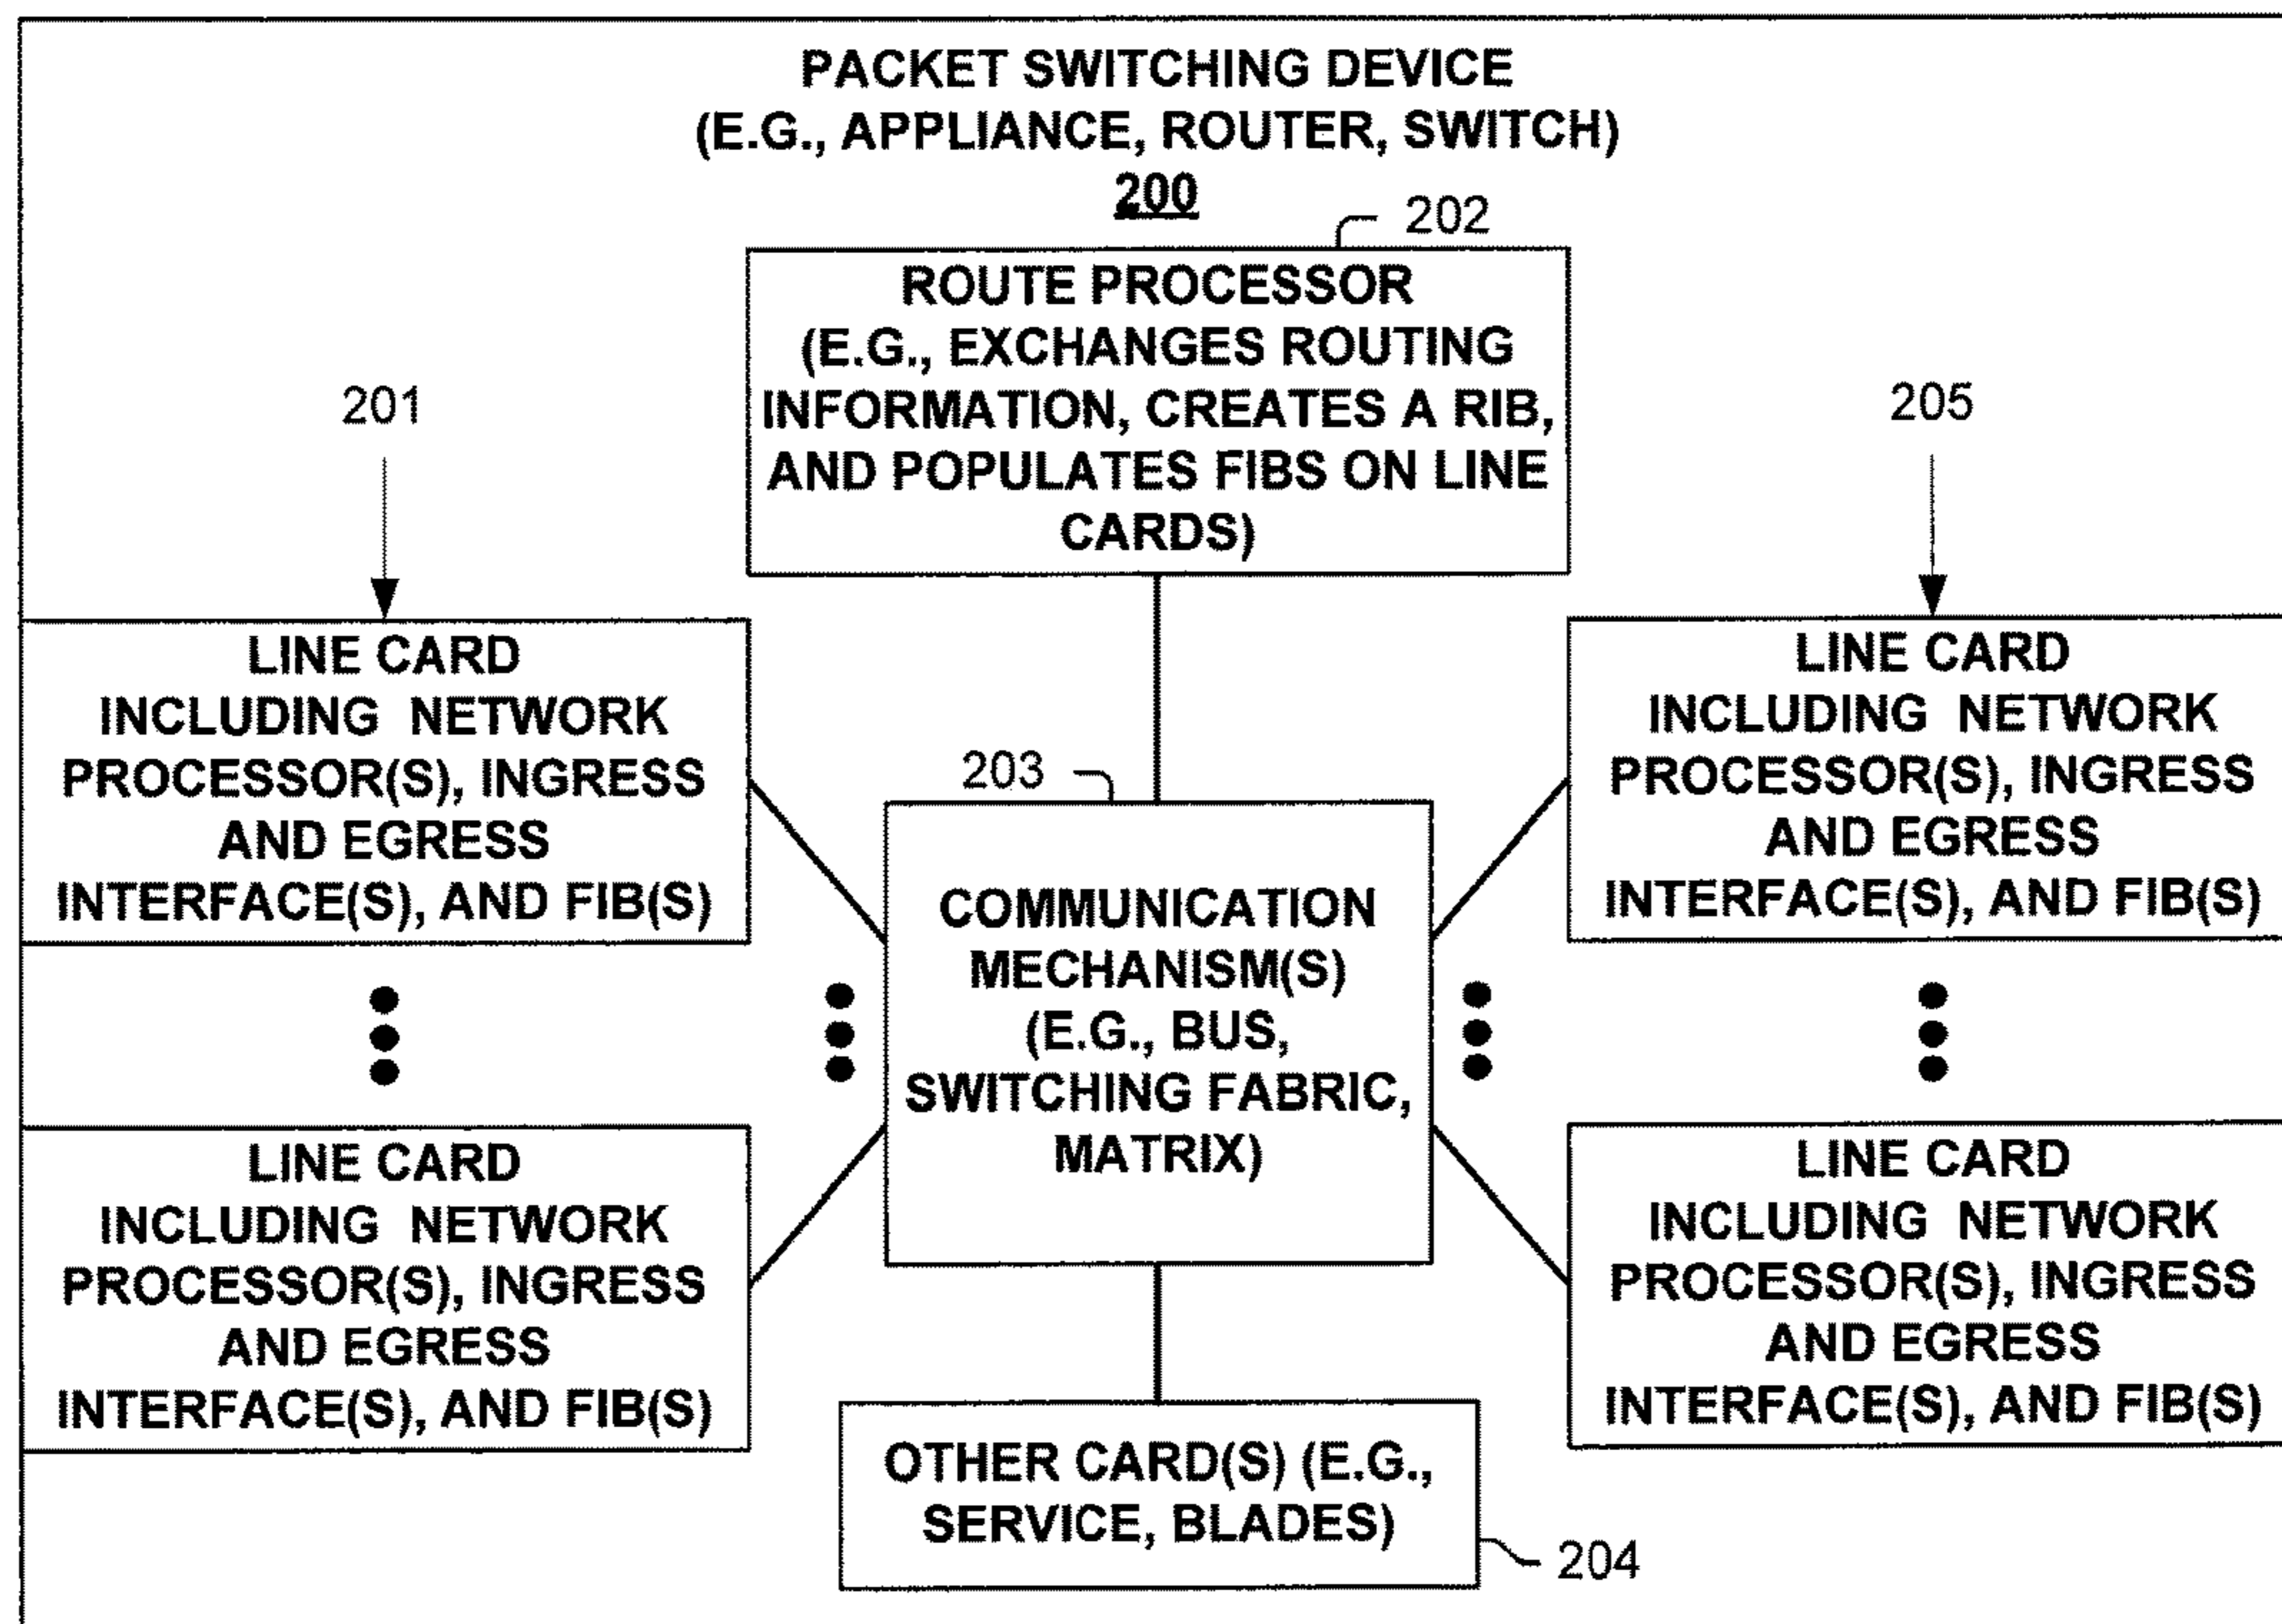 PACKET SWITCHING DEVICE
(E.G., APPLIANCE, ROUTER, SWITCH)
200
202
ROUTE PROCESSOR
(E.G., EXCHANGES ROUTING
INFORMATION, CREATES A RIB,
AND POPULATES FIBS ON LINE
CARDS)
201
205
LINE CARD
INCLUDING NETWORK
PROCESSOR(S), INGRESS
AND EGRESS
INTERFACE(S), AND FIB(S)
LINE CARD
INCLUDING NETWORK
PROCESSOR(S), INGRESS
AND EGRESS
INTERFACE(S), AND FIB(S)
203
COMMUNICATION
MECHANISM(S)
(E.G., BUS,
SWITCHING FABRIC,
MATRIX)
LINE CARD
INCLUDING NETWORK
PROCESSOR(S), INGRESS
AND EGRESS
INTERFACE(S), AND FIB(S)
LINE CARD
INCLUDING NETWORK
PROCESSOR(S), INGRESS
AND EGRESS
INTERFACE(S), AND FIB(S)
OTHER CARD(S) (E.G.,
SERVICE, BLADES)
204